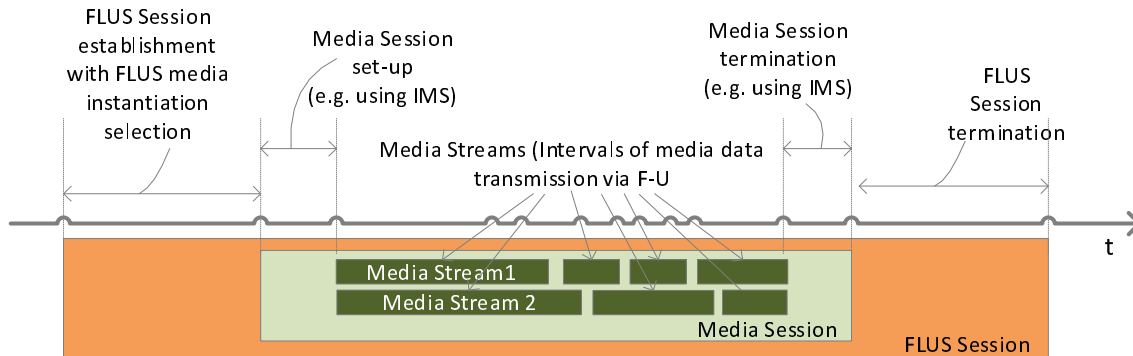 FLUS Session
establishment
with FLUS media
instantiation
selection
Media Session
set-up
(e.g. using IMS)
Media Session
termination
(e.g. using IMS)
FLUS
Session
termination
Media Streams (Intervals of media data
transmission via F-U
t
Media Stream1
Media Stream 2
Media Session
FLUS Session